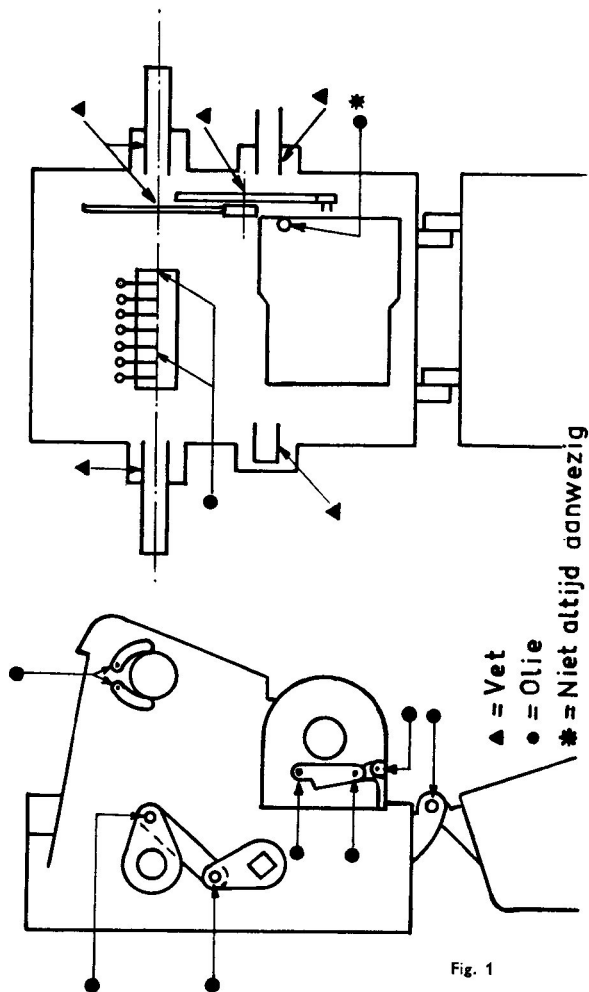 ▲ = Vet
● = Olie
✱ = Niet altijd aanwezig
Fig. 1